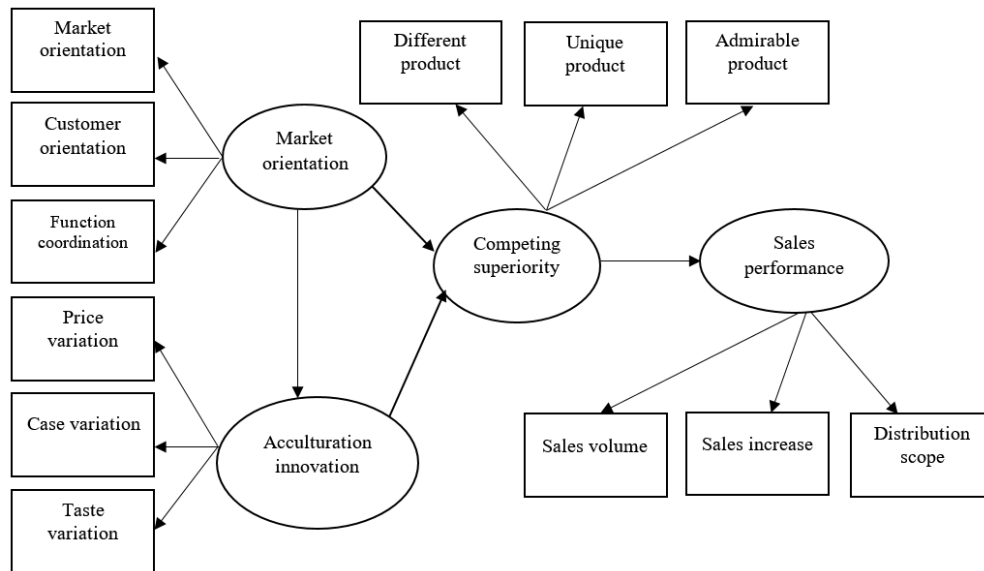 Market
orientation
Customer
orientation
Function
coordination
Price
variation
Case variation
Taste
variation
Market
orientation
Acculturation
innovation
Different
product
Unique
product
Admirable
product
Competing
superiority
Sales
performance
Sales volume
Sales increase
Distribution
scope